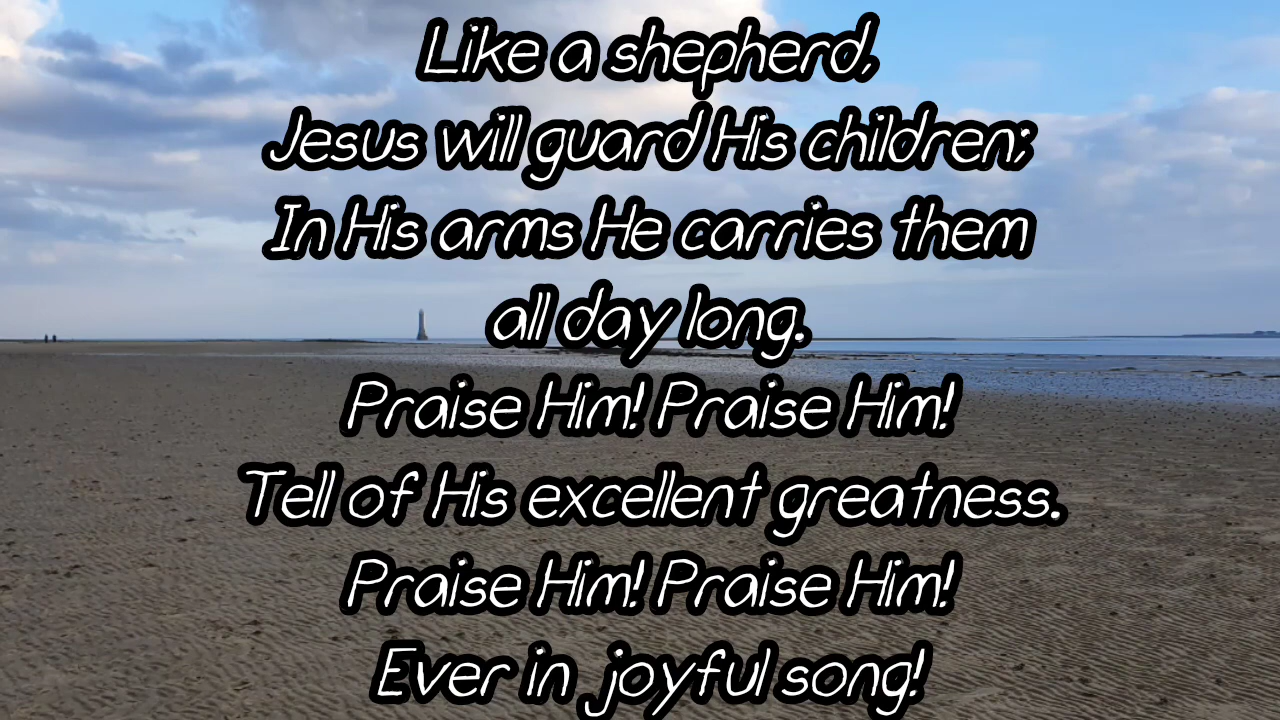 Like a shepherd,
Jesus will guard His children;
In His arms He carries them
all day long.
Praise Him! Praise Him!
Tell of His excellent greatness.
Praise Him! Praise Him!
Ever in joyful song!